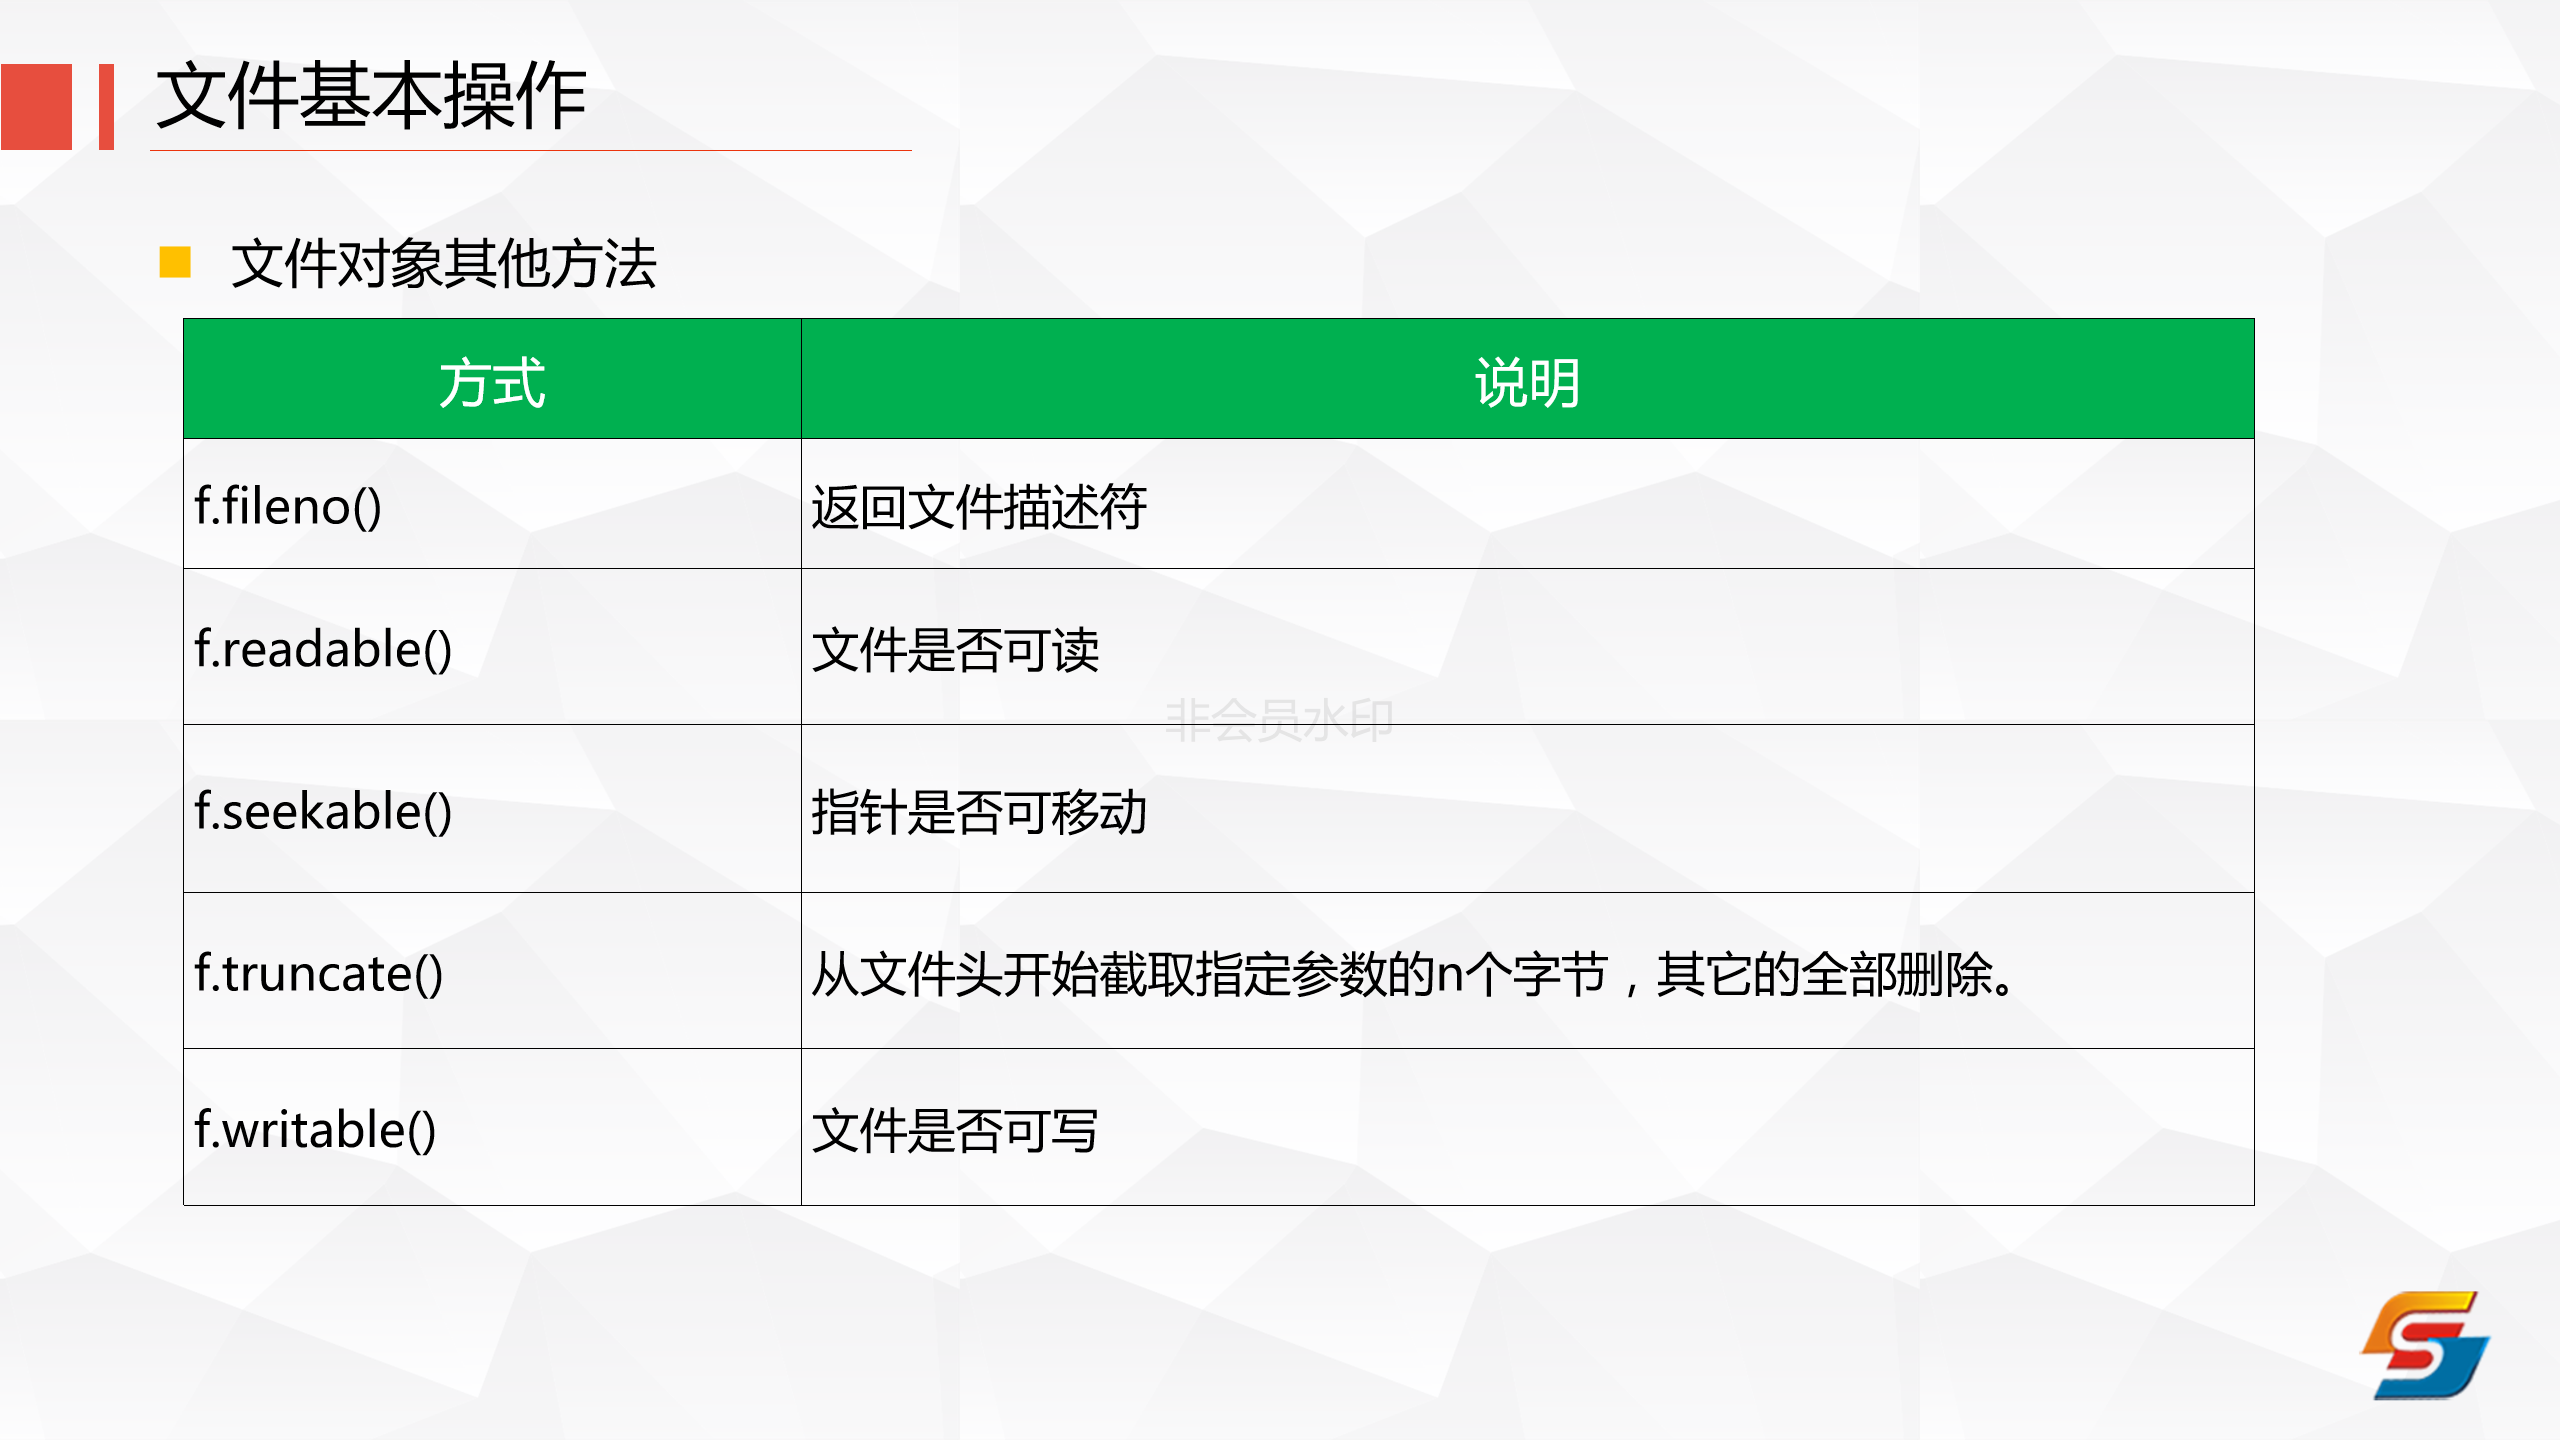 文件基本操作
文件对象其他方法
方式 说明
f.fileno() 返回文件描述符
f.readable() 文件是否可读
非会员水印
f.seekable() 指针是否可移动
f.truncate() 从文件头开始截取指定参数的n个字节，其它的全部删除。
f.writable() 文件是否可写